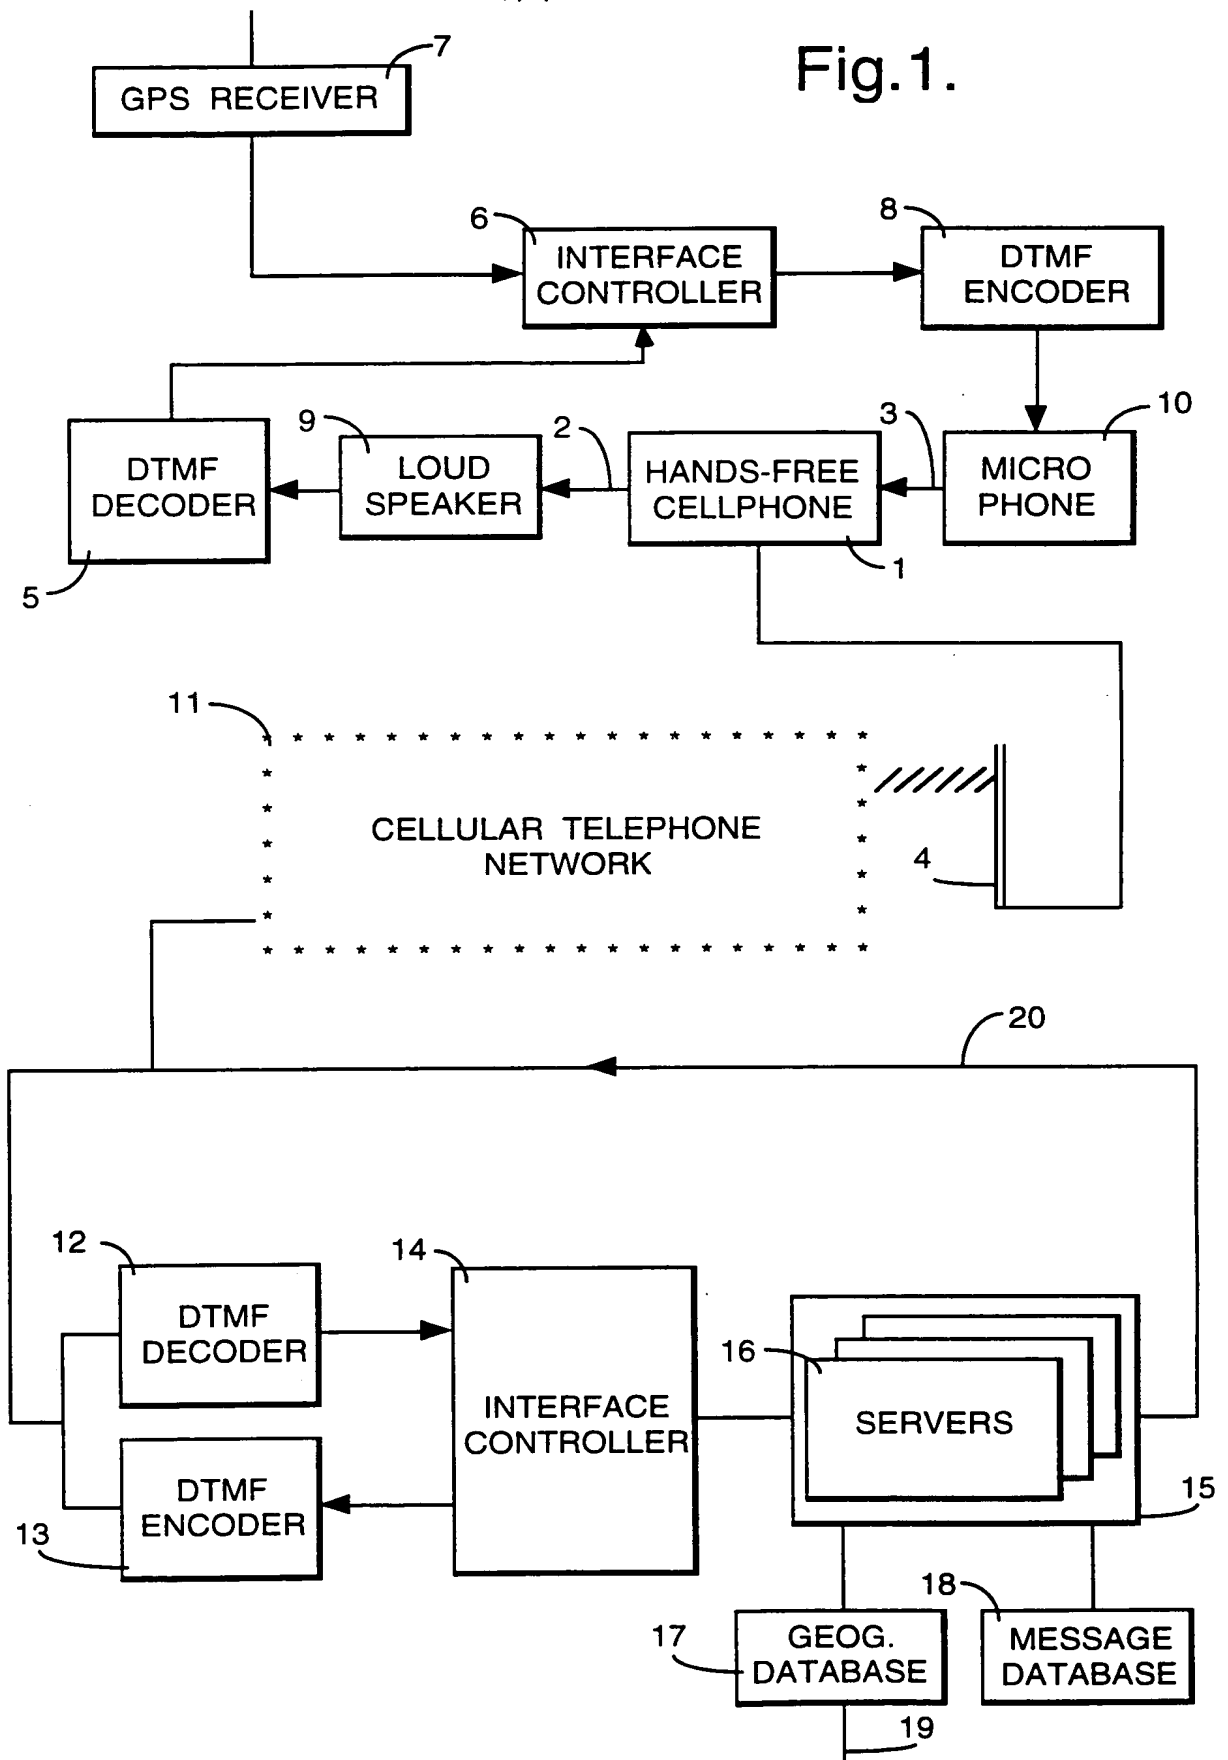 Fig.1.
7
GPS RECEIVER
6
INTERFACE
CONTROLLER
8
DTMF
ENCODER
DTMF
DECODER
5
9
LOUD
SPEAKER
2
HANDS-FREE
CELLPHONE
1
3
MICRO
PHONE
10
11
CELLULAR TELEPHONE
NETWORK
4
20
12
DTMF
DECODER
14
INTERFACE
CONTROLLER
16
SERVERS
15
DTMF
ENCODER
13
17
GEOG.
DATABASE
18
MESSAGE
DATABASE
19